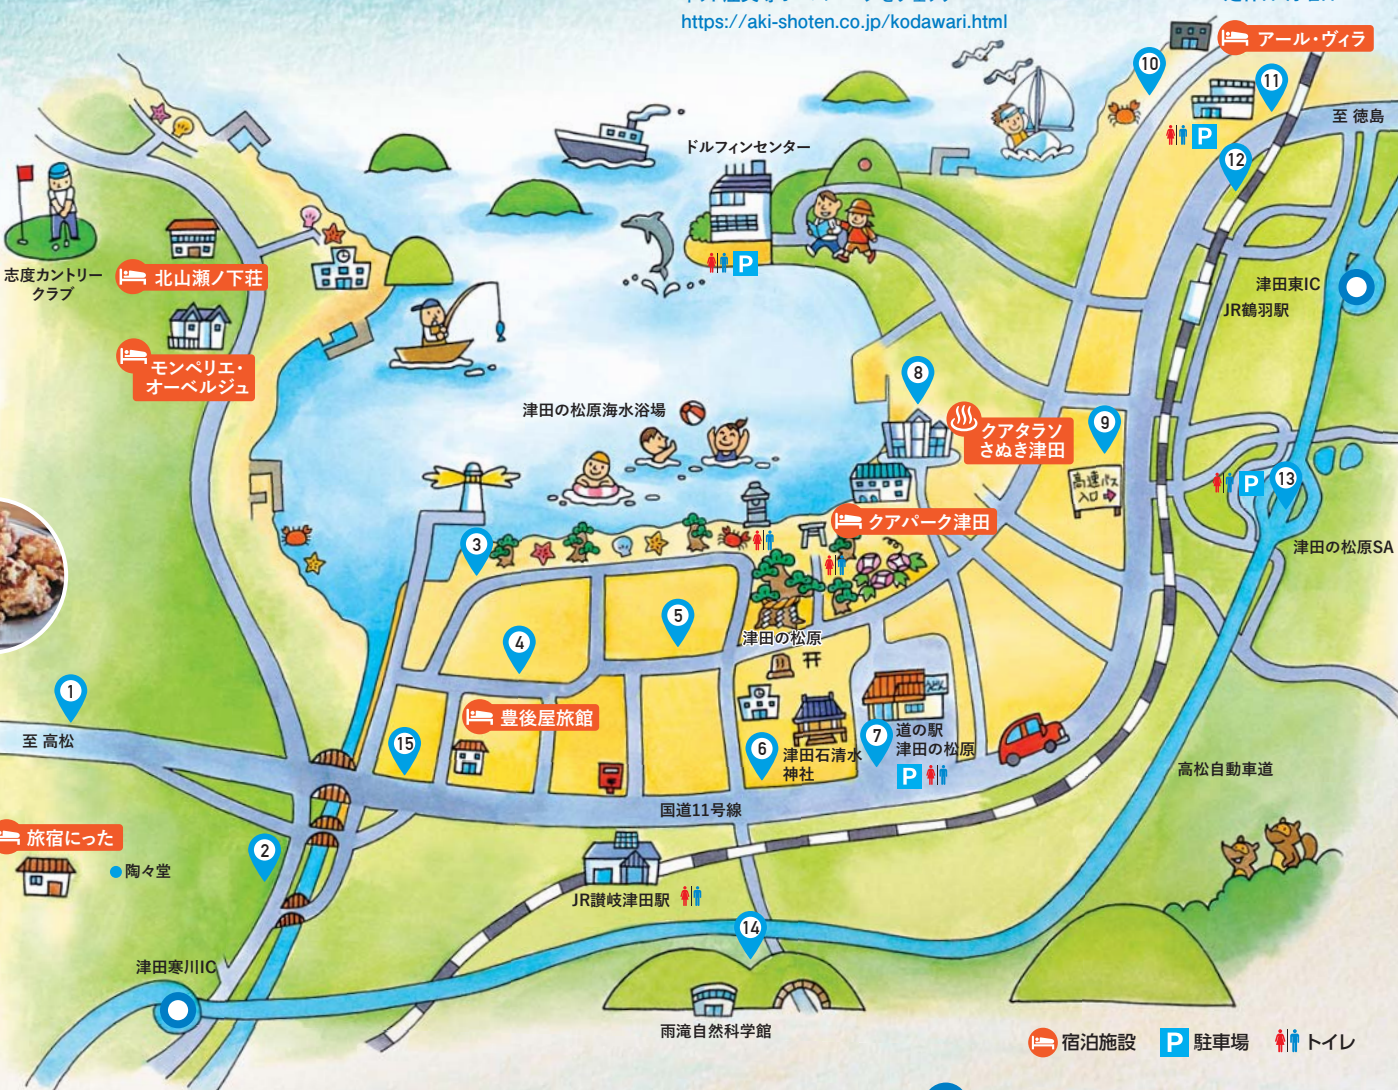 https://aki-shoten.co.jp/kodawari.html
アール・ヴィラ
10
11
P
至 徳島
12
ドルフィンセンター
P
志度カントリー
クラブ
北山瀬ノ下荘
モンペリエ・
オーベルジュ
津田東IC
JR鶴羽駅
津田の松原海水浴場
8
クアタラソ
さぬき津田
9
高速バス
入口
P
13
津田の松原SA
クアパーク津田
3
4
5
津田の松原
1
至 高松
豊後屋旅館
15
6
津田石清水
神社
7
うどん
道の駅
津田の松原
P
国道11号線
高松自動車道
旅宿にった
陶々堂
2
JR讃岐津田駅
14
津田寒川IC
雨滝自然科学館
宿泊施設
P 駐車場
トイレ